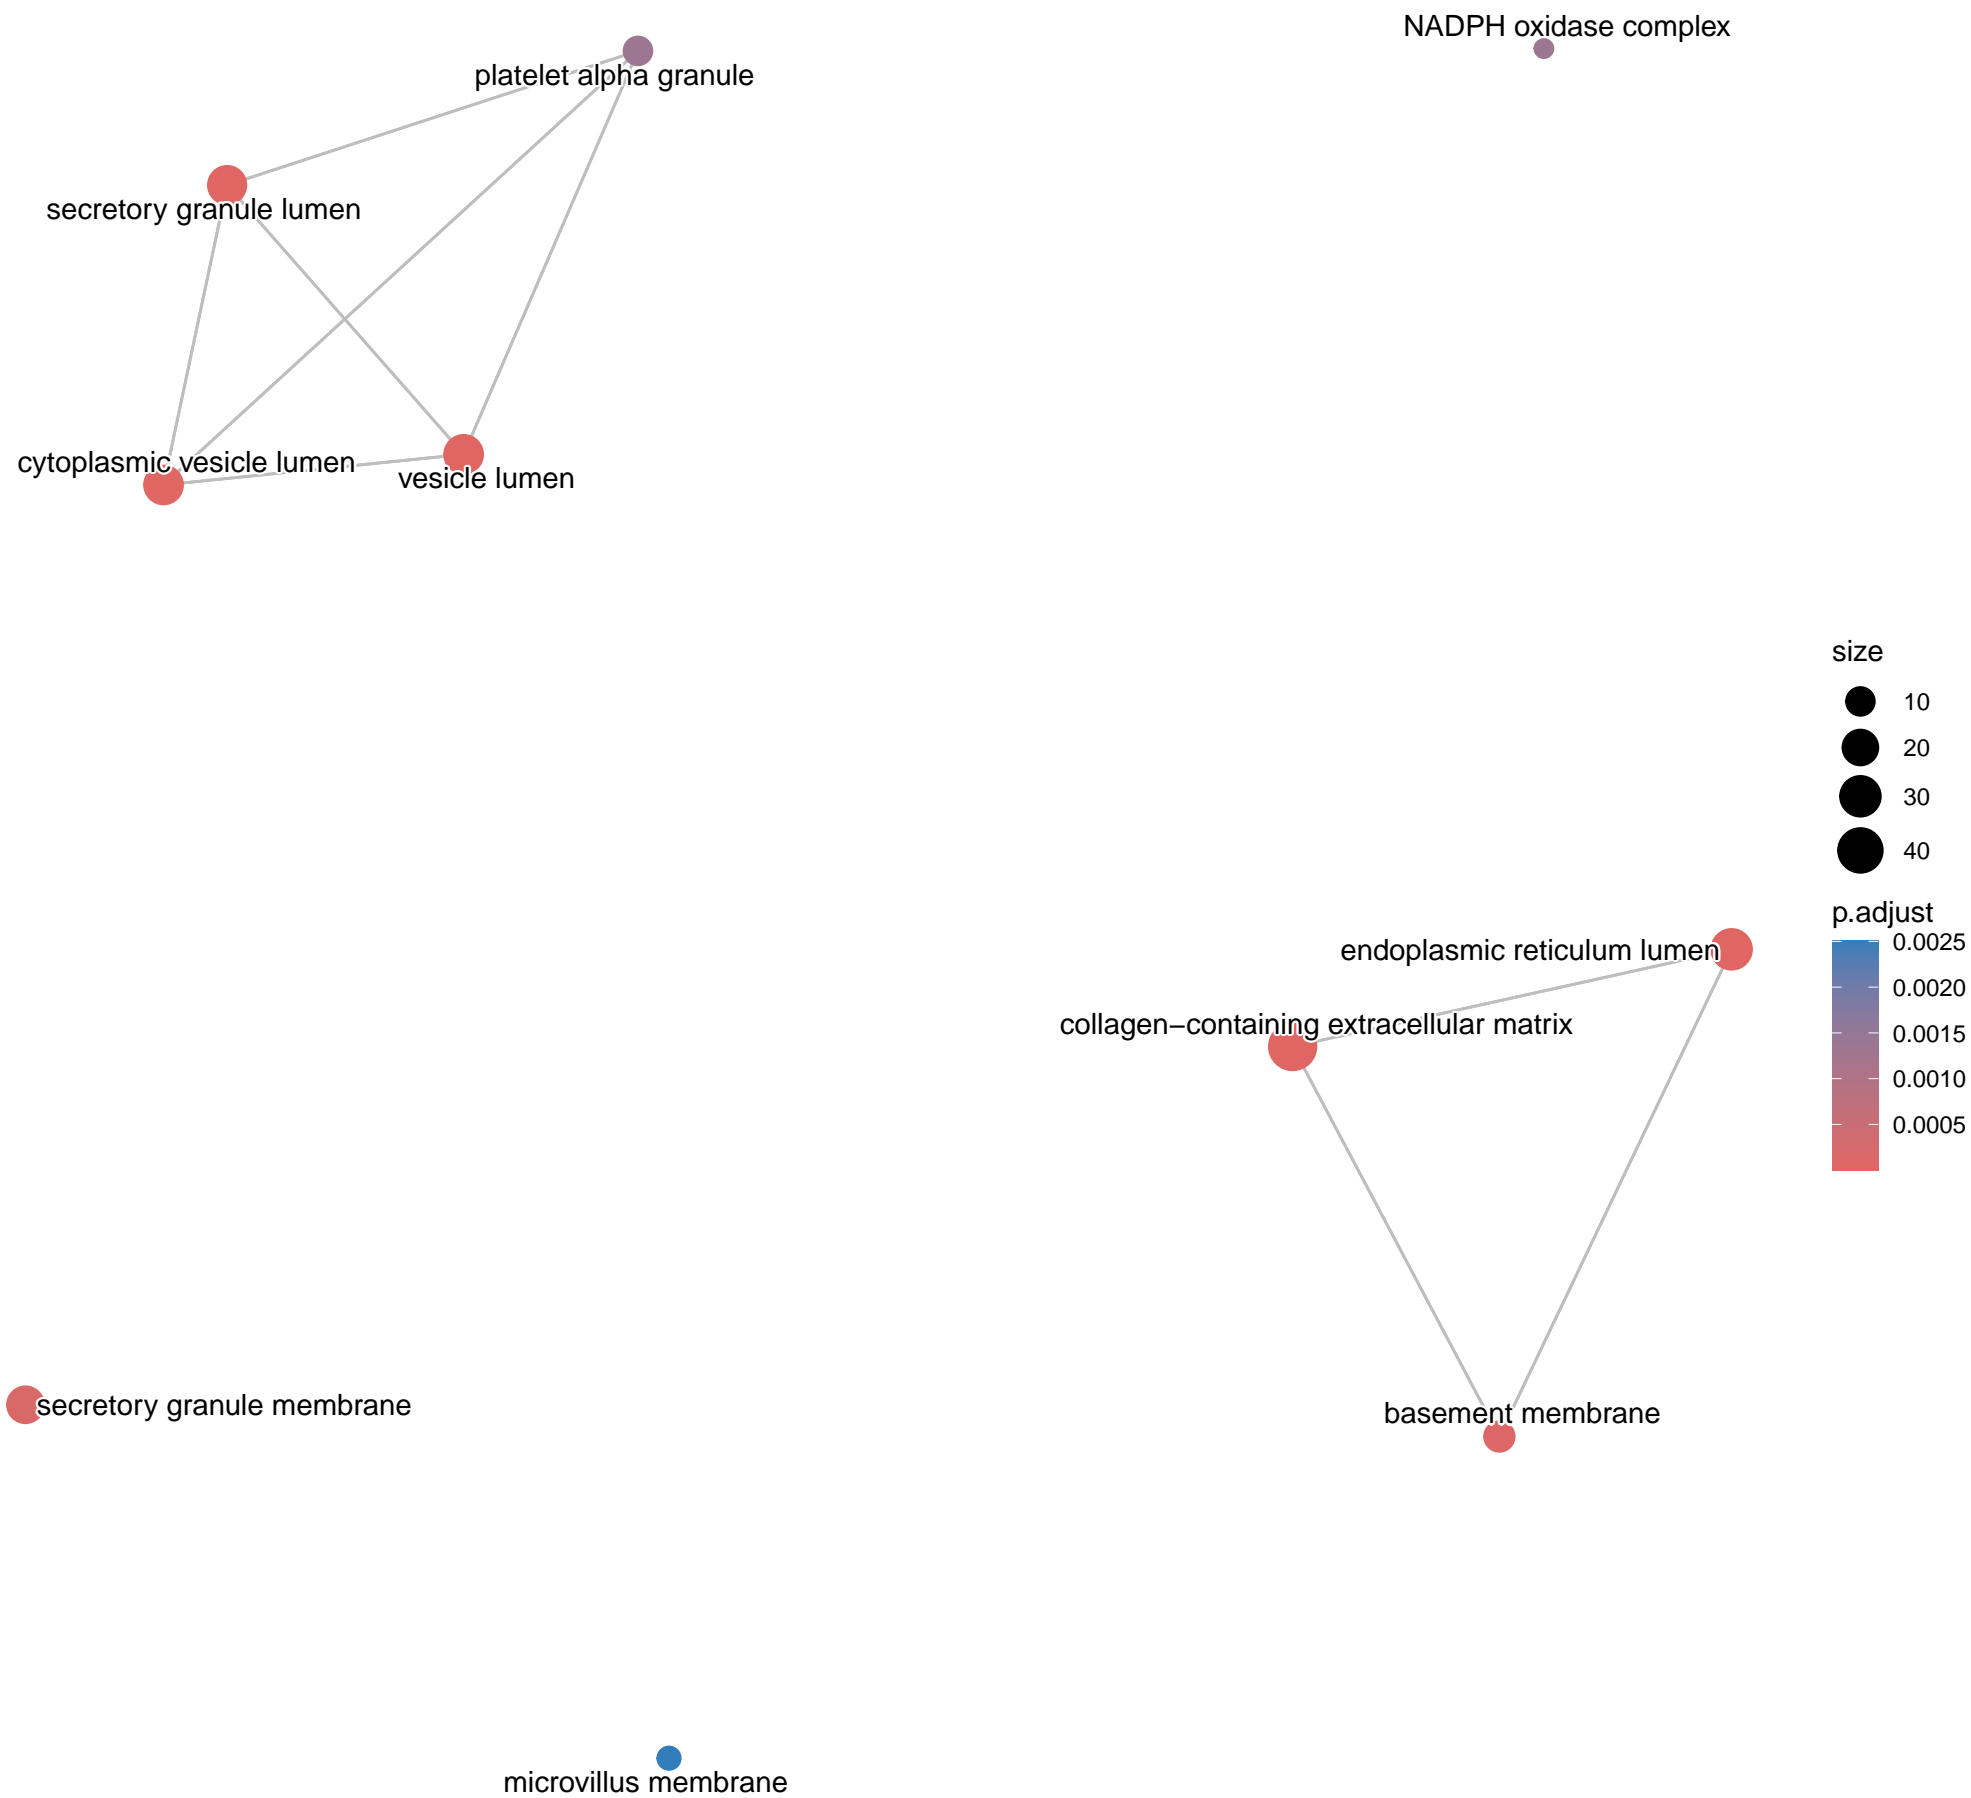 NADPH oxidase complex
platelet alpha granule
secretory granule lumen
cytoplasmic vesicle lumen
vesicle lumen
size
10
20
30
40
p.adjust
0.0025
0.0020
0.0015
0.0010
0.0005
endoplasmic reticulum lumen
collagen−containing extracellular matrix
secretory granule membrane
basement membrane
microvillus membrane